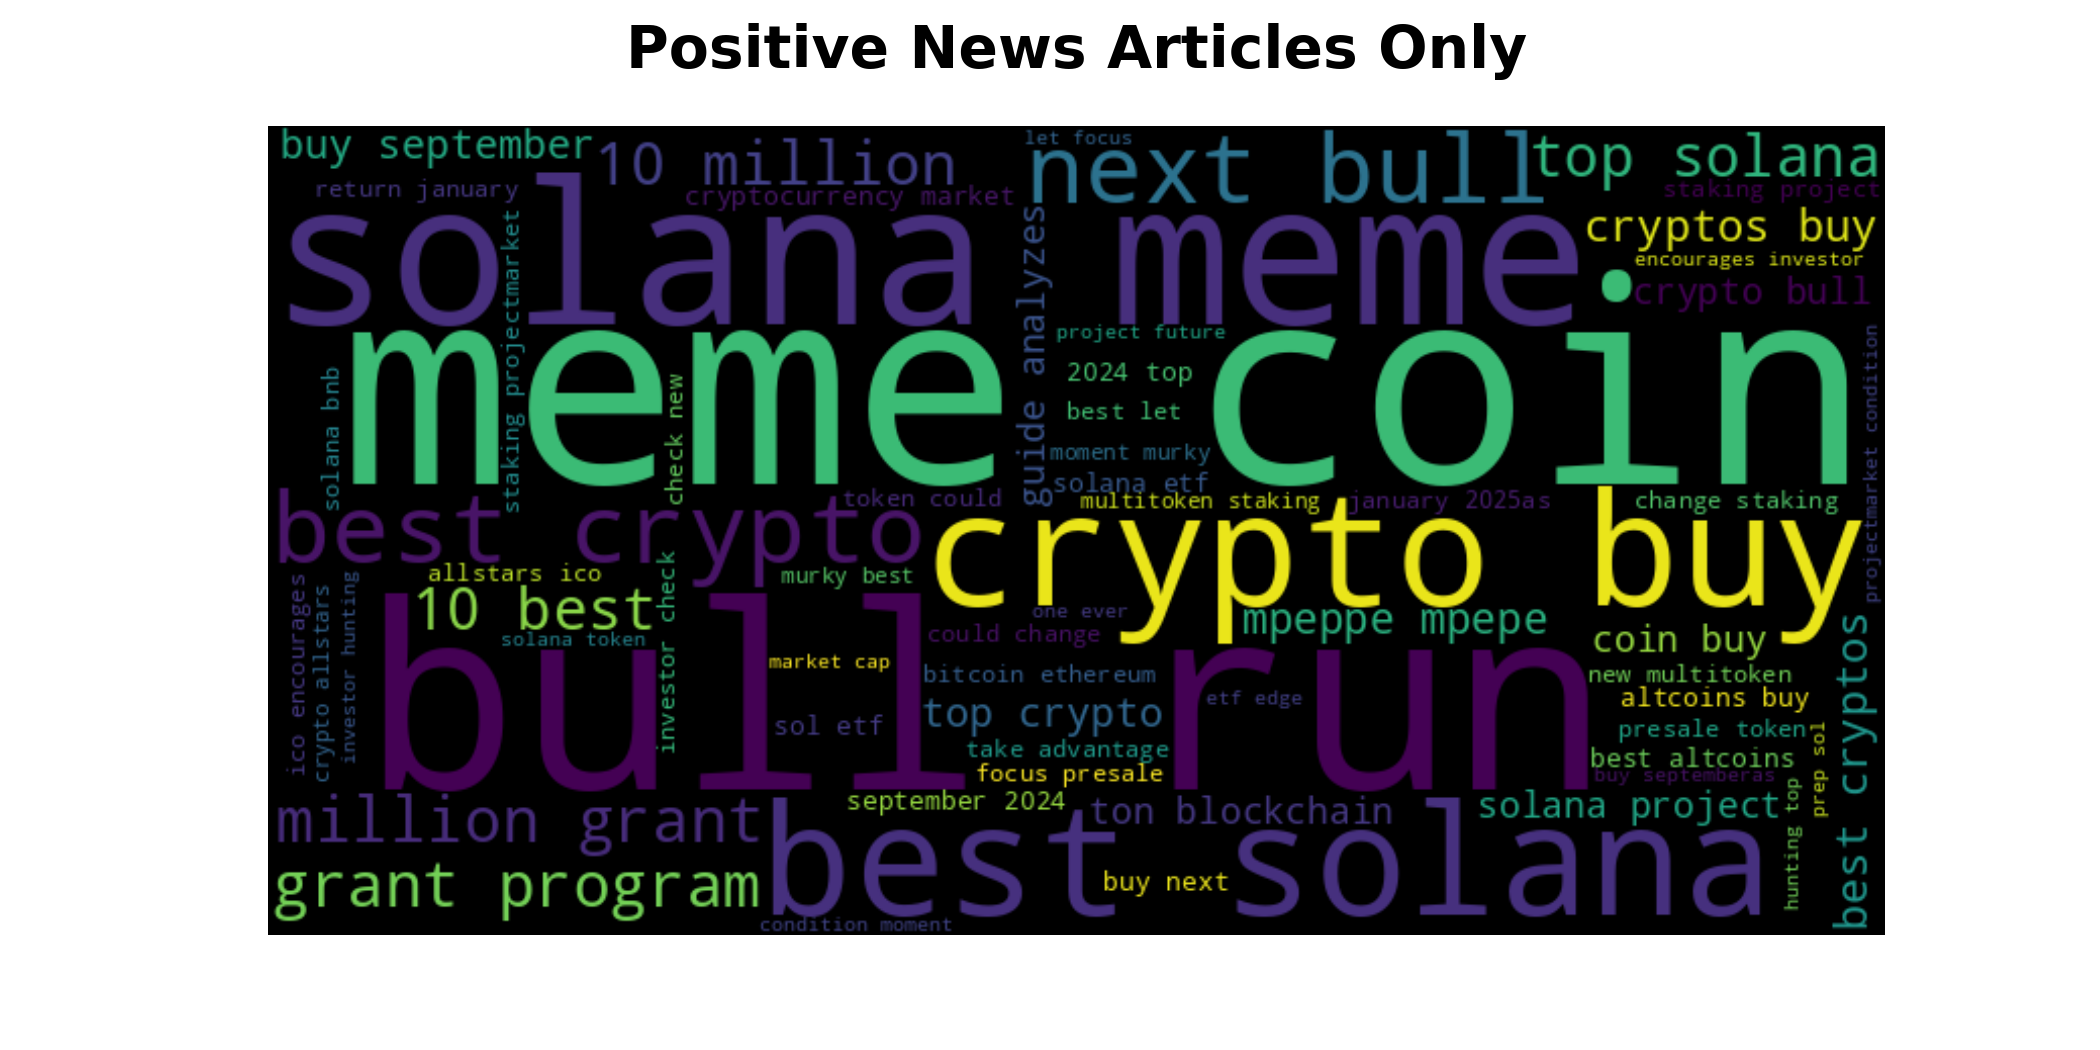 Positive News Articles Only
buy september
10 million
let focus
next bull
top solana
return january
cryptocurrency market
staking project
solana meme
cryptos buy
encourages investor
crypto bull
staking projectmarket
guide analyzes
meme coin
project future
2024 top
best let
moment murky
solana etf
solana bnb
check new
projectmarket condition
best crypto
token could
multitoken staking
january 2025as
change staking
crypto buy
allstars ico
murky best
10 best
one ever
mpeppe mpepe
solana token
could change
coin buy
ico encourages
crypto allstars
investor hunting
investor check
bull run
market cap
bitcoin ethereum
new multitoken
etf edge
altcoins buy
sol etf
top crypto
presale token
take advantage
best altcoins
focus presale
buy septemberas
prep sol
best cryptos
september 2024
ton blockchain
solana project
hunting top
million grant
best solana
grant program
buy next
condition moment